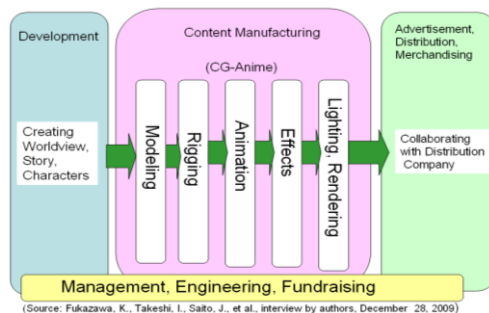 Development
Content Manufacturing
(CG-Anime)
Advertisement,
Distribution,
Merchandising
Creating
Worldview,
Story,
Characters
Modeling
Rigging
Animation
Effects
Lighting, Rendering
Collaborating
with Distribution
Company
Management, Engineering, Fundraising
(Source: Fukazawa, K., Takeshi, I., Saito, J., et al., interview by authors, December 28, 2009)